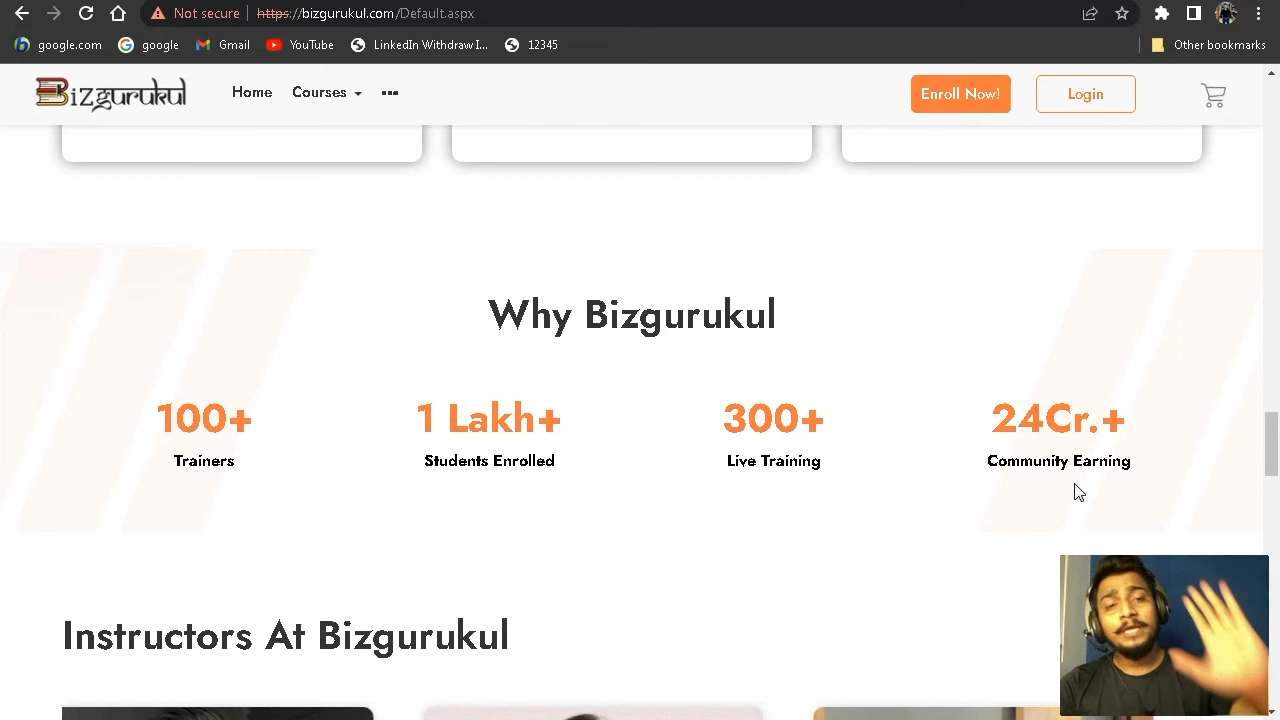 Not secure https://bizgurukul.com/Default.aspx
google.com google Gmail YouTube LinkedIn Withdraw I... 12345 Other bookmarks
Bizgurukul Home Courses Enroll Now! Login
Why Bizgurukul
100+ 1 Lakh+ 300+ 24Cr.+
Trainers Students Enrolled Live Training Community Earning
Instructors At Bizgurukul